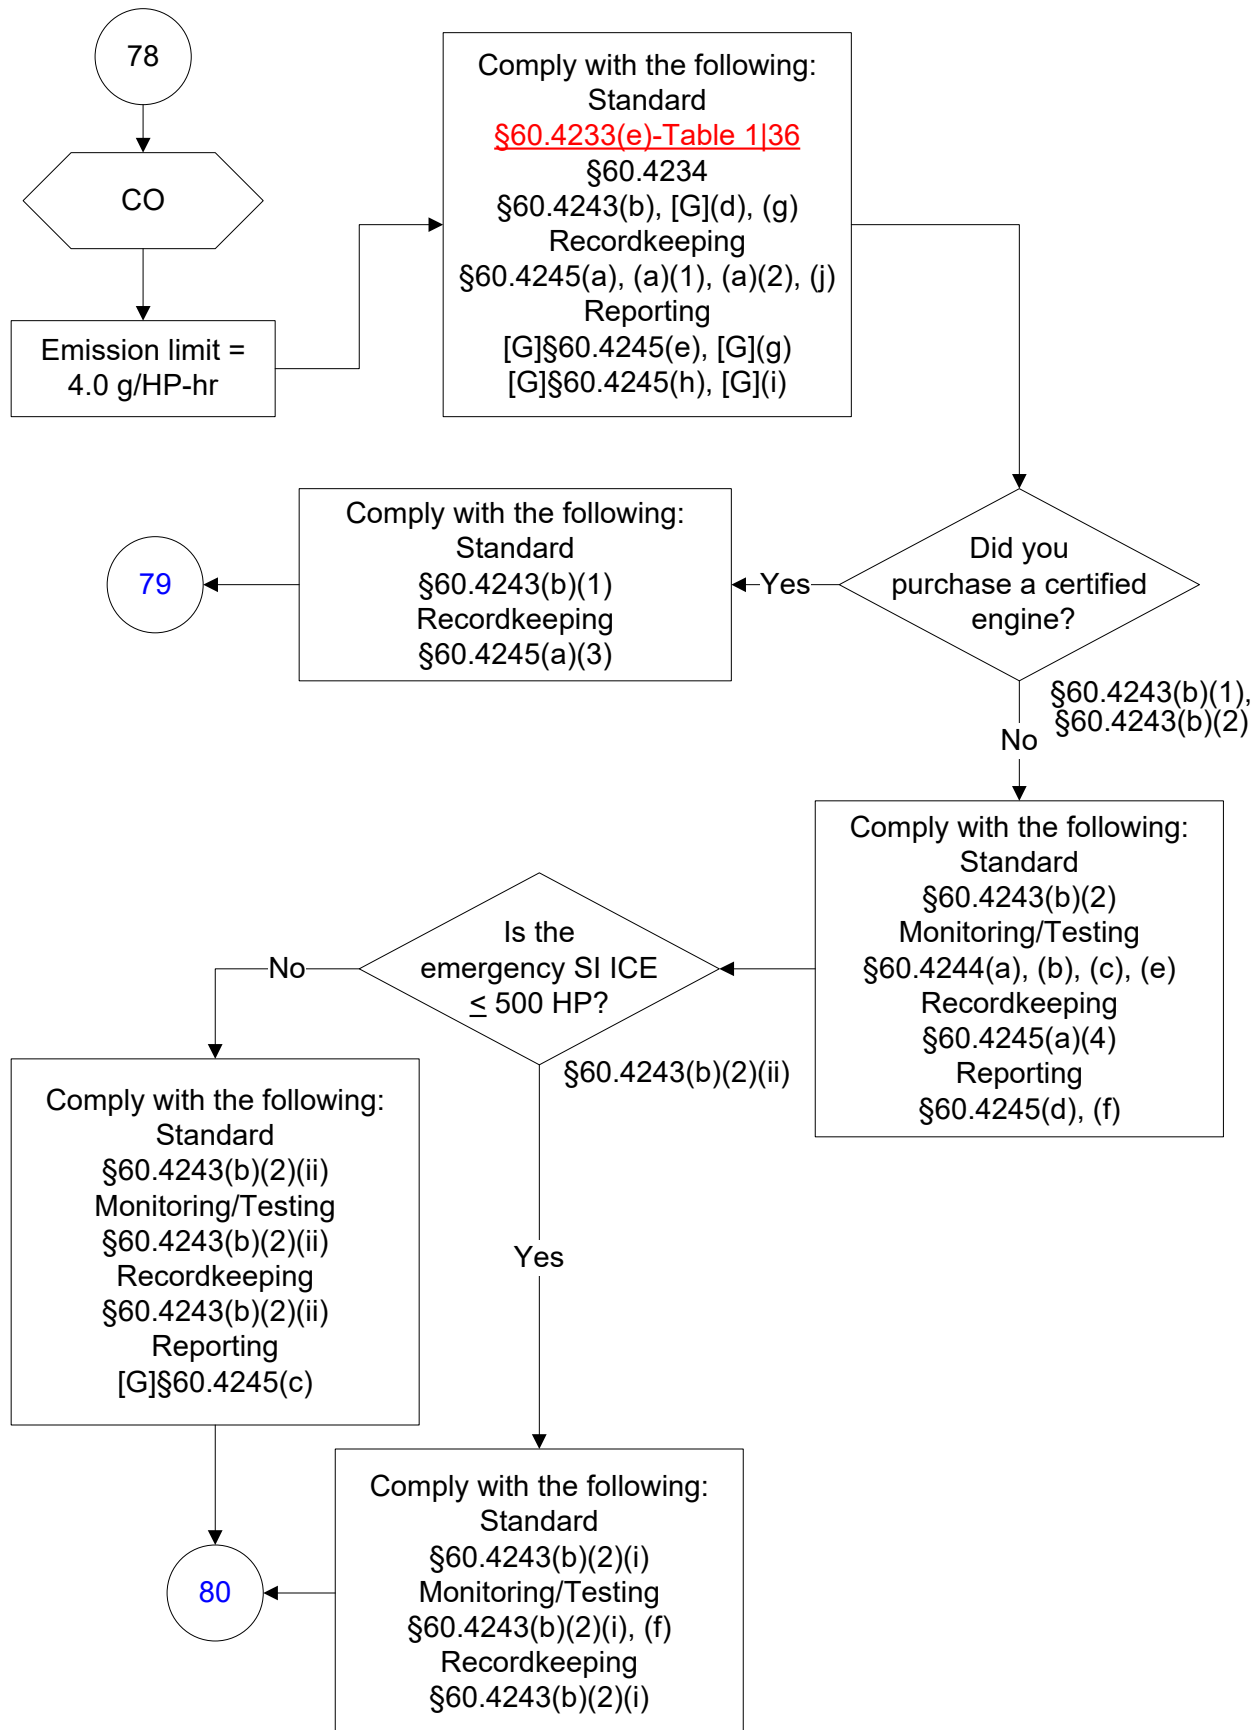 78
CO
Emission limit =
4.0 g/HP-hr
Comply with the following:
Standard
§60.4233(e)-Table 1|36
§60.4234
§60.4243(b), [G](d), (g)
Recordkeeping
§60.4245(a), (a)(1), (a)(2), (j)
Reporting
[G]§60.4245(e), [G](g)
[G]§60.4245(h), [G](i)
Did you
purchase a certified
engine?
Yes
Comply with the following:
Standard
§60.4243(b)(1)
Recordkeeping
§60.4245(a)(3)
79
§60.4243(b)(1),
§60.4243(b)(2)
No
Comply with the following:
Standard
§60.4243(b)(2)
Monitoring/Testing
§60.4244(a), (b), (c), (e)
Recordkeeping
§60.4245(a)(4)
Reporting
§60.4245(d), (f)
Is the
emergency SI ICE
≤ 500 HP?
§60.4243(b)(2)(ii)
No
Comply with the following:
Standard
§60.4243(b)(2)(ii)
Monitoring/Testing
§60.4243(b)(2)(ii)
Recordkeeping
§60.4243(b)(2)(ii)
Reporting
[G]§60.4245(c)
Yes
Comply with the following:
Standard
§60.4243(b)(2)(i)
Monitoring/Testing
§60.4243(b)(2)(i), (f)
Recordkeeping
§60.4243(b)(2)(i)
80